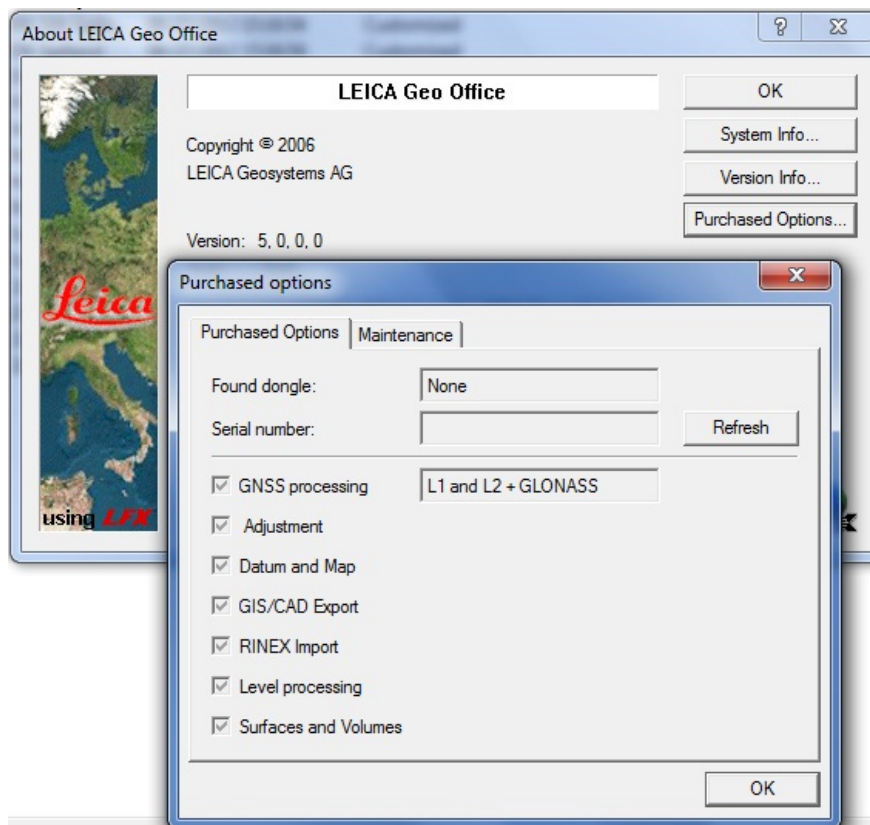 About LEICA Geo Office
LEICA Geo Office
OK
Copyright © 2006
System Info...
LEICA Geosystems AG
Version Info...
Purchased Options...
Version: 5, 0, 0, 0
Leica
using LFX
Purchased options
Purchased Options
Maintenance
Found dongle:
None
Serial number:
Refresh
GNSS processing
L1 and L2 + GLONASS
Adjustment
Datum and Map
GIS/CAD Export
RINEX Import
Level processing
Surfaces and Volumes
OK